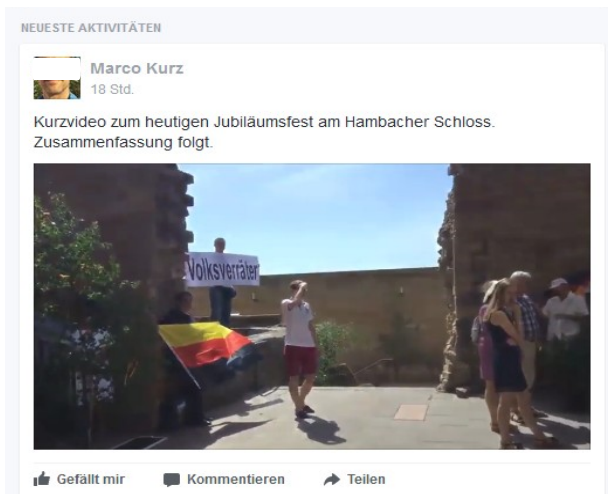 NEUESTE AKTIVITÄTEN
Marco Kurz
18 Std.
Kurzvideo zum heutigen Jubiläumsfest am Hambacher Schloss.
Zusammenfassung folgt.
Volksverräter
Gefällt mir Kommentieren Teilen